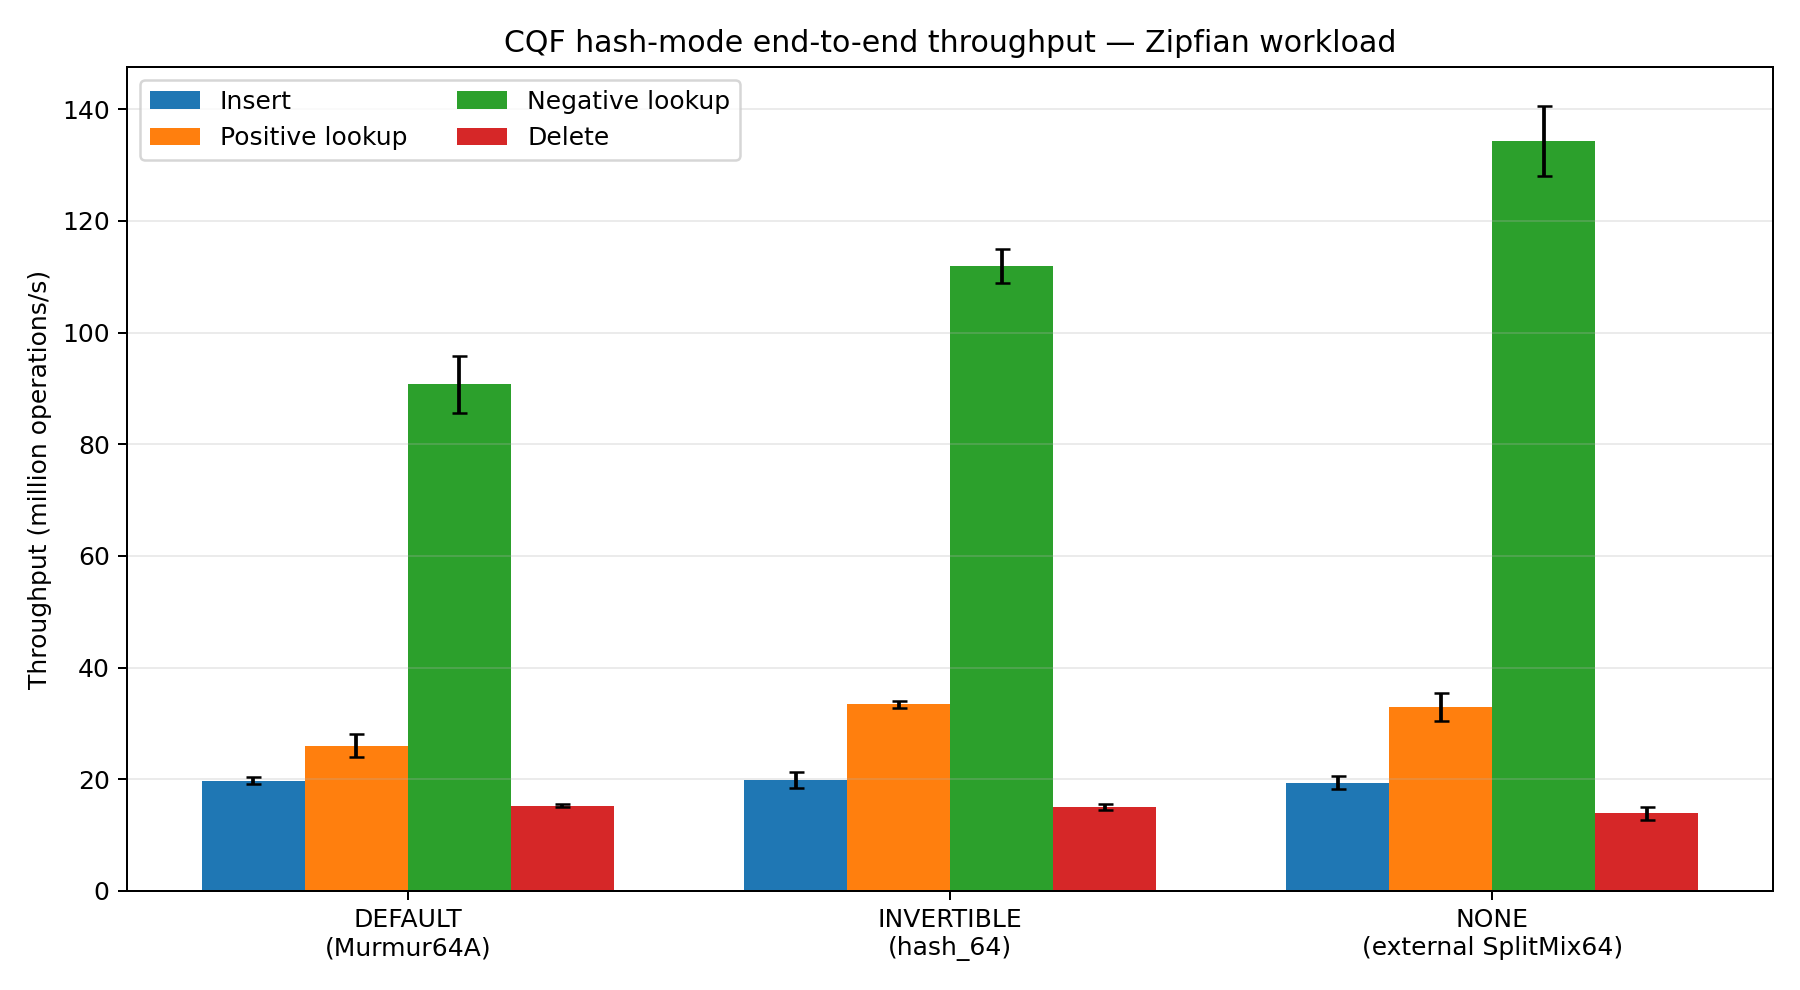 CQF hash-mode end-to-end throughput — Zipfian workload
Insert
Positive lookup
Negative lookup
Delete
Throughput (million operations/s)
140
120
100
80
60
40
20
0
DEFAULT
(Murmur64A)
INVERTIBLE
(hash_64)
NONE
(external SplitMix64)